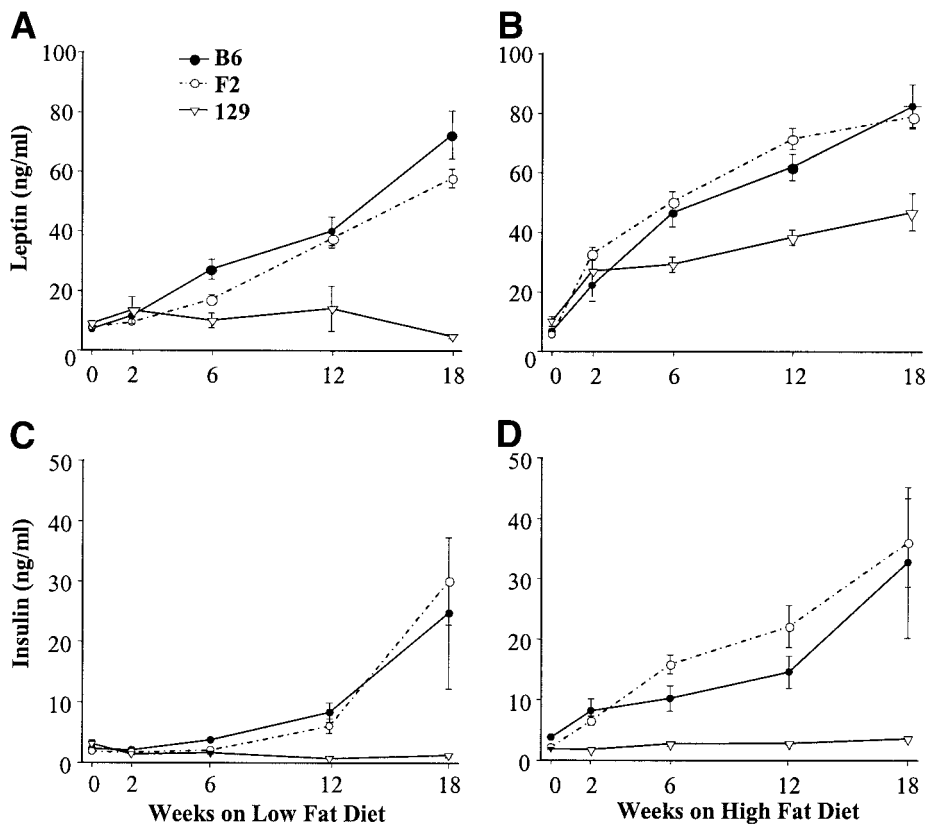 A
100
80
60
40
20
0
Leptin (ng/ml)
B6
F2
129
0 2 6 12 18
B
100
80
60
40
20
0
0 2 6 12 18
C
50
40
30
20
10
0
Insulin (ng/ml)
0 2 6 12 18
Weeks on Low Fat Diet
D
50
40
30
20
10
0
0 2 6 12 18
Weeks on High Fat Diet